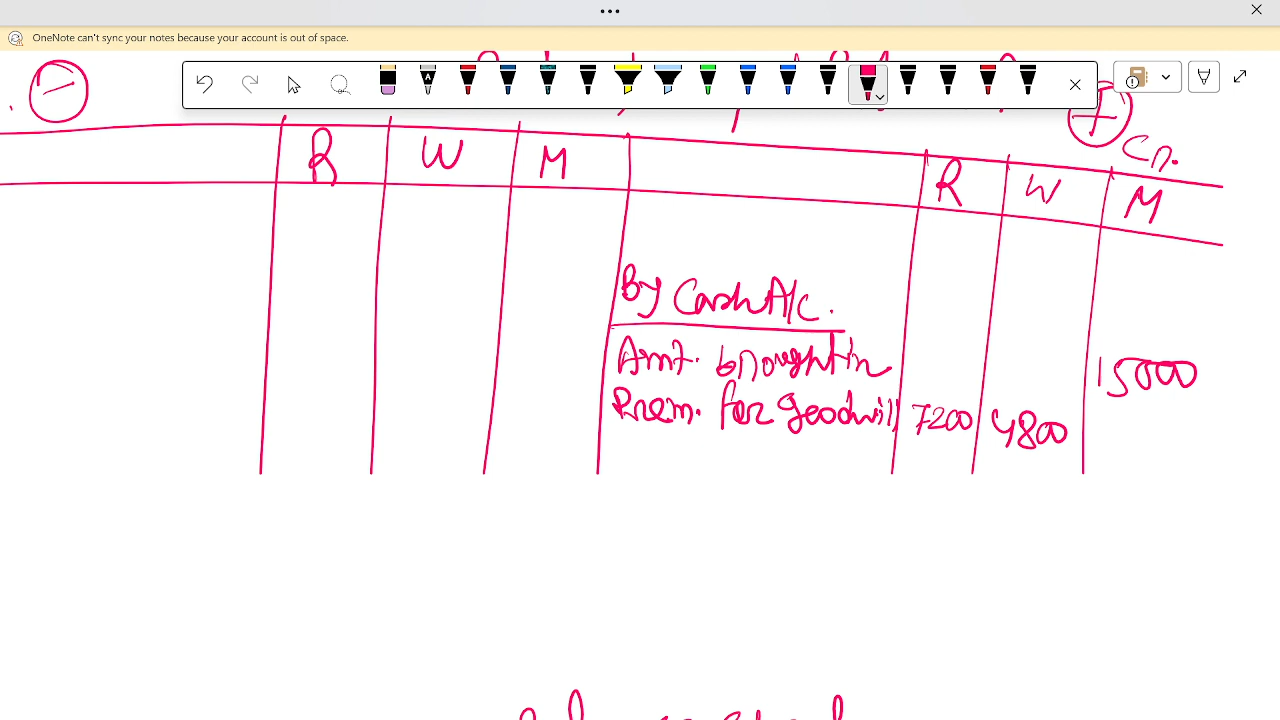 OneNote can't sync your notes because your account is out of space.
Cr.
R W M R W M
By Cash A/c.
Amt. brought in 15000
Prem. for goodwill 7200 4800